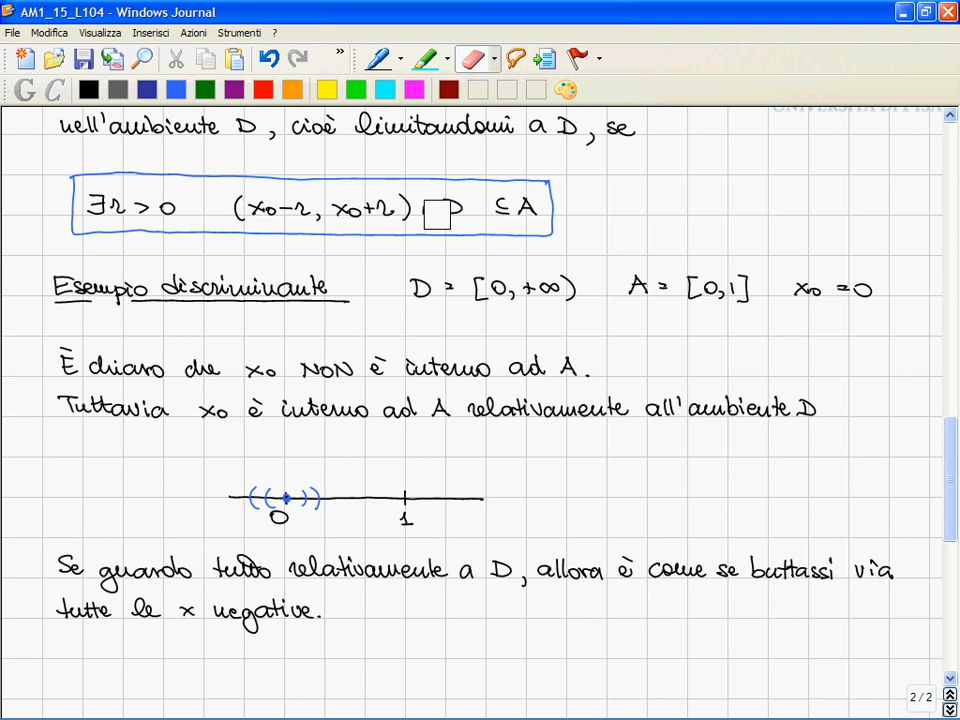 AM1_15_L104 - Windows Journal
File Modifica Visualizza Inserisci Azioni Strumenti ?
nell'ambiente D, cioè limitandomi a D, se
∃ r > 0 (x0-r, x0+r) ⊆ A
Esempio discriminante D = [0, +∞) A = [0,1] x0 = 0
È chiaro che x0 NON è interno ad A.
Tuttavia x0 è interno ad A relativamente all'ambiente D
0 1
Se guardo tutto relativamente a D, allora è come se buttassi via
tutte le x negative.
2 / 2